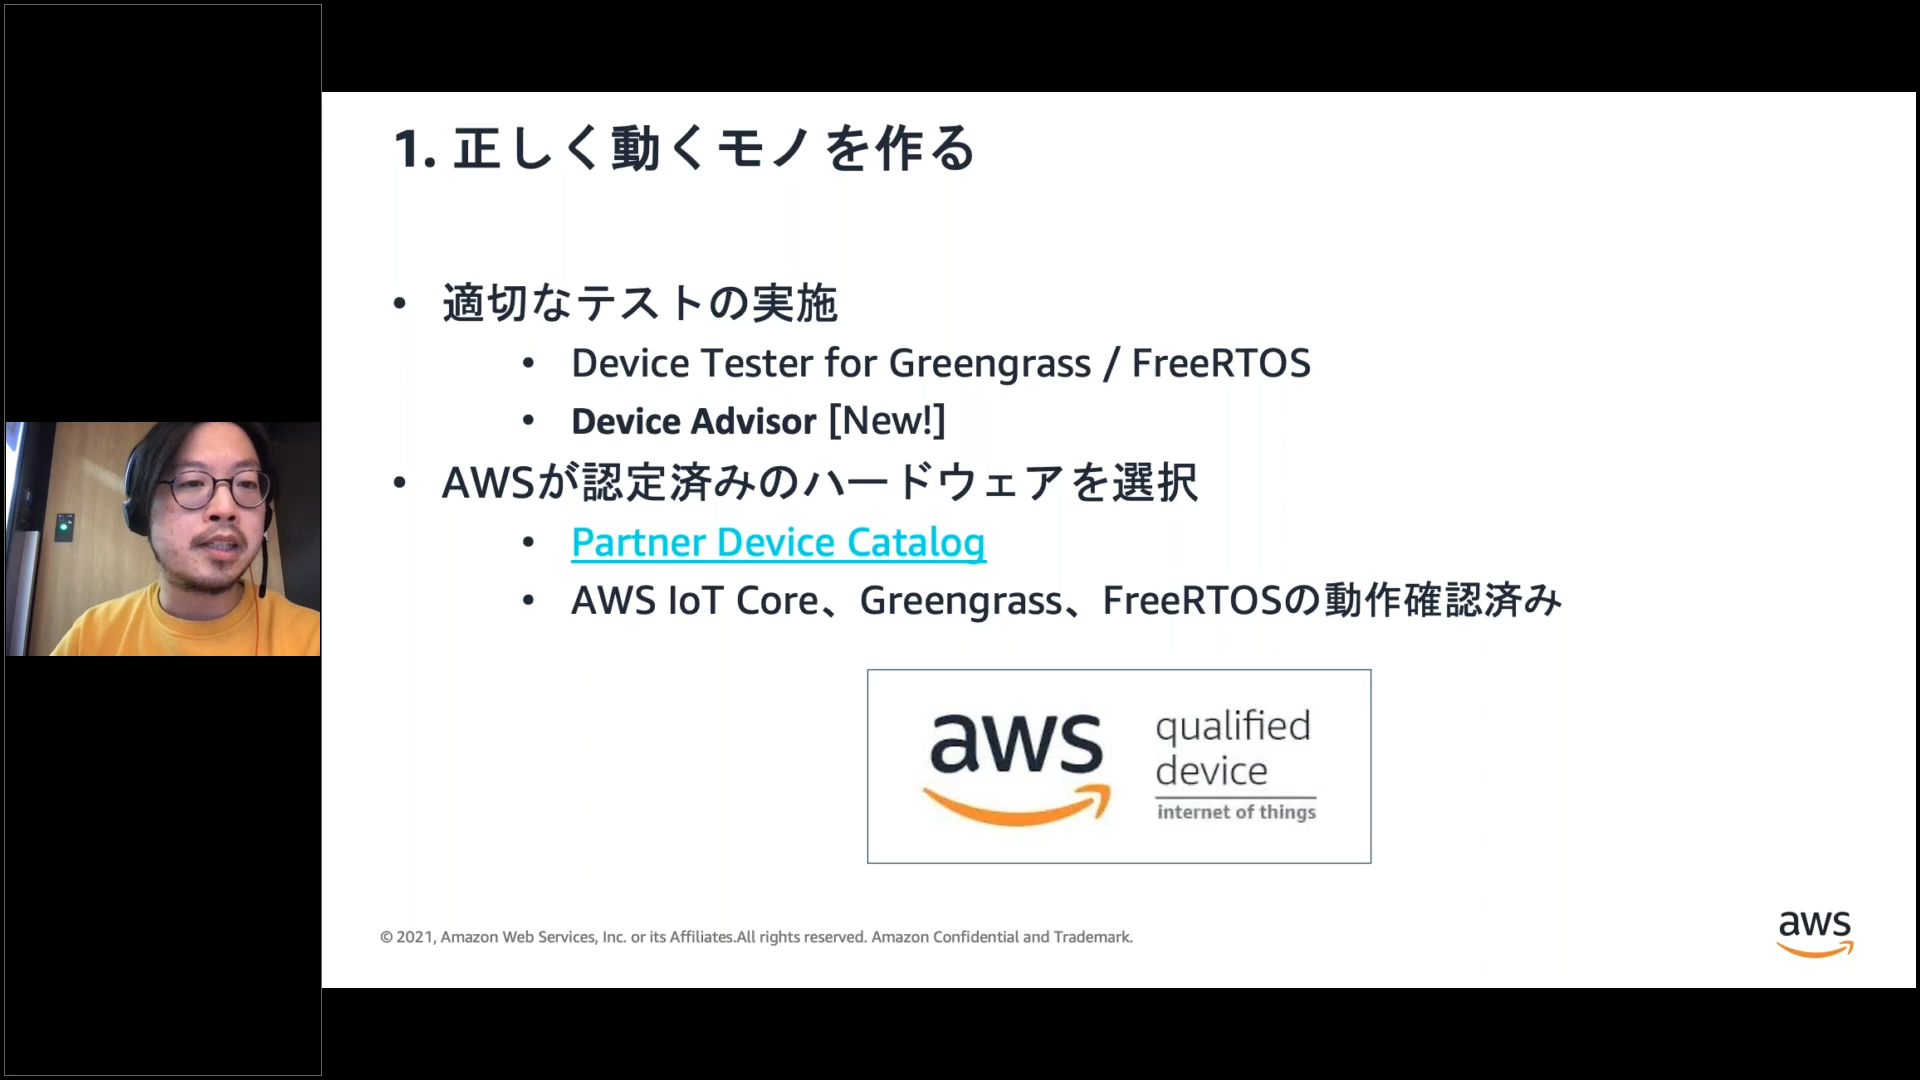 1. 正しく動くモノを作る
• 適切なテストの実施
• Device Tester for Greengrass / FreeRTOS
• Device Advisor [New!]
• AWSが認定済みのハードウェアを選択
• Partner Device Catalog
• AWS IoT Core、Greengrass、FreeRTOSの動作確認済み
aws
qualified
device
internet of things
© 2021, Amazon Web Services, Inc. or its Affiliates.All rights reserved. Amazon Confidential and Trademark.
aws